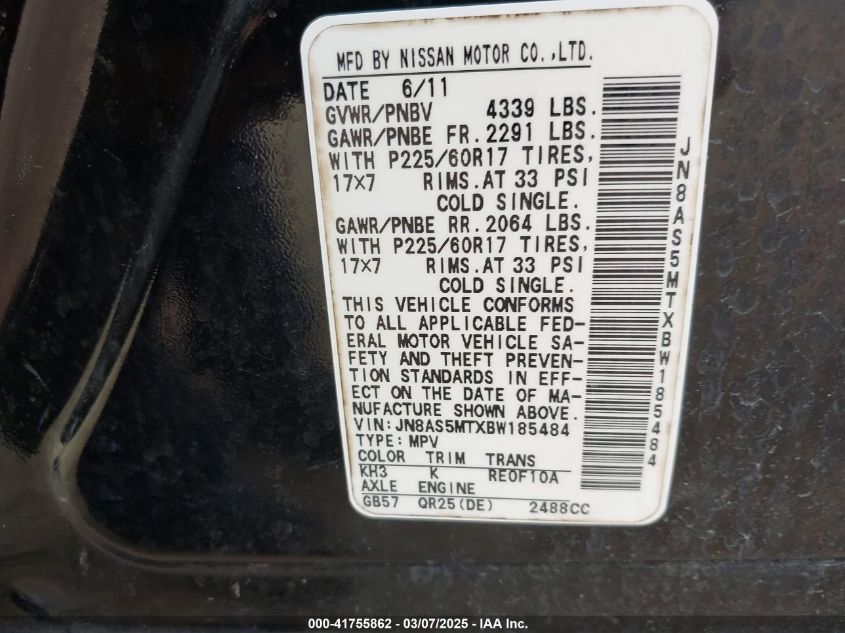 MFD BY NISSAN MOTOR CO.,LTD.
DATE 6/11
GVWR/PNBV 4339 LBS.
GAWR/PNBE FR.2291 LBS.
WITH P225/60R17 TIRES,
17×7 RIMS.AT 33 PSI
COLD SINGLE.
GAWR/PNBE RR.2064 LBS.
WITH P225/60R17 TIRES,
17×7 RIMS.AT 33 PSI
COLD SINGLE.
THIS VEHICLE CONFORMS
TO ALL APPLICABLE FED-
ERAL MOTOR VEHICLE SA-
FETY AND THEFT PREVEN-
TION STANDARDS IN EFF-
ECT ON THE DATE OF MA-
NUFACTURE SHOWN ABOVE.
VIN:JN8AS5MTXBW185484
TYPE:MPV
COLOR TRIM TRANS
KH3 K RE0F10A
AXLE ENGINE
GB57 QR25(DE) 2488CC
JN8AS5MTXBW185484
000-41755862 - 03/07/2025 - IAA Inc.